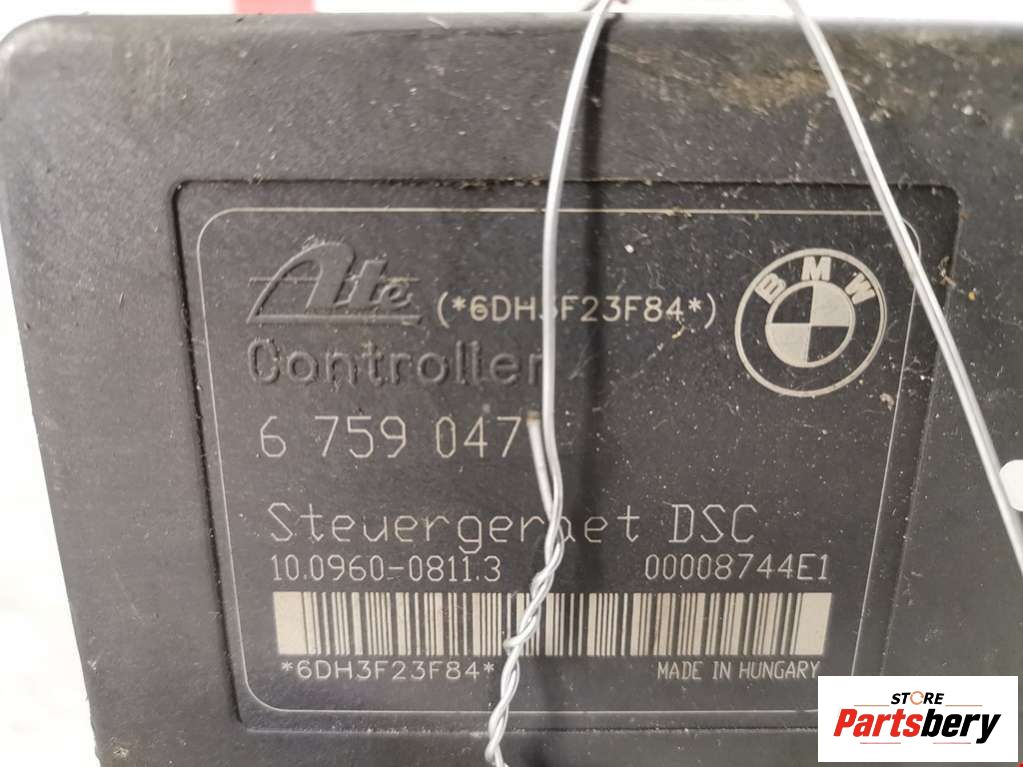 Ate (*6DH3F23F84*) BMW
Controller
6 759 047
Steuergeraet DSC
10.0960-0811.3 00008744E1
*6DH3F23F84*
MADE IN HUNGARY
STORE
Partsbery